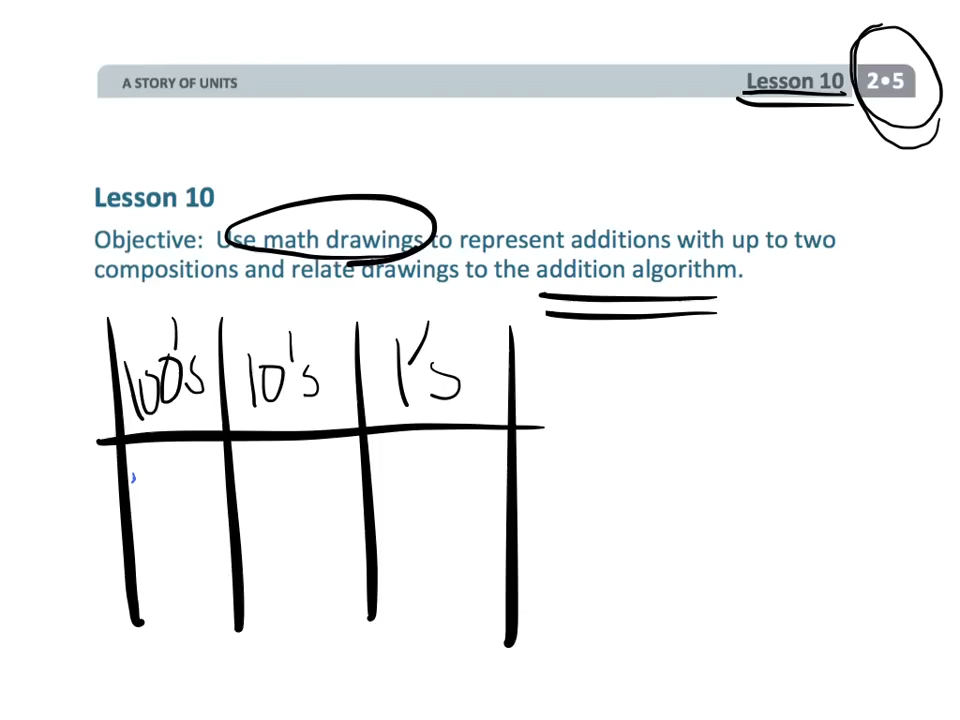 A STORY OF UNITS Lesson 10 2•5
Lesson 10
Objective: Use math drawings to represent additions with up to two
compositions and relate drawings to the addition algorithm.
100's 10's 1's